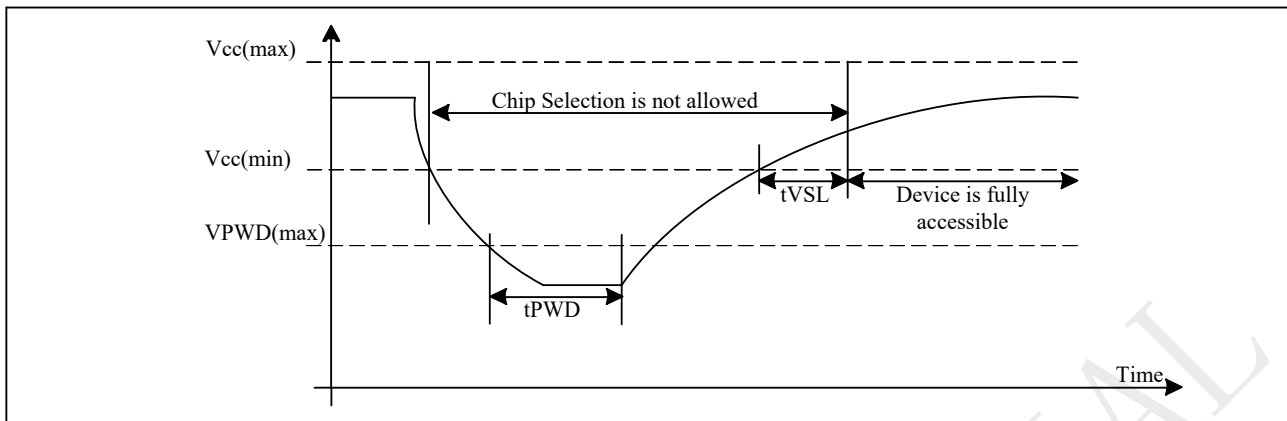 Vcc(max)
Chip Selection is not allowed
Vcc(min)
tVSL
Device is fully
accessible
VPWD(max)
tPWD
Time